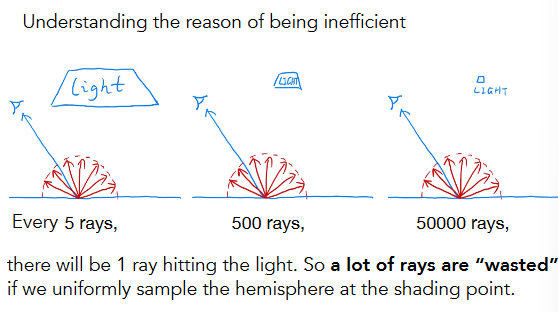 Understanding the reason of being inefficient
Light
LIGHT
LIGHT
Every 5 rays,
500 rays,
50000 rays,
there will be 1 ray hitting the light. So a lot of rays are “wasted”
if we uniformly sample the hemisphere at the shading point.